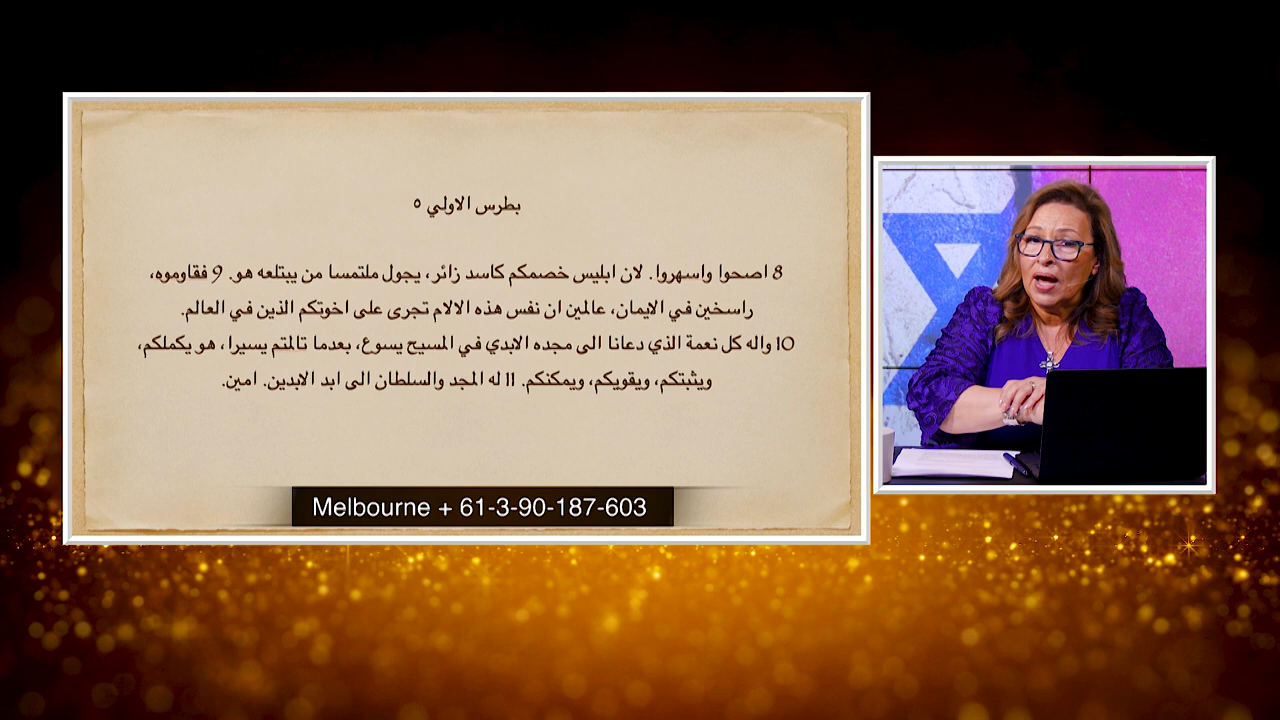 بطرس الاولي ٥
8 اصحوا واسهروا. لان ابليس خصمكم كاسد زائر، يجول ملتمسا من يبتلعه هو. 9 فقاوموه،
راسخين في الايمان، عالمين ان نفس هذه الالام تجرى على اخوتكم الذين في العالم.
10 واله كل نعمة الذي دعانا الى مجده الابدي في المسيح يسوع، بعدما تالمتم يسيرا، هو يكملكم،
ويثبتكم، ويقويكم، ويمكنكم. 11 له المجد والسلطان الى ابد الابدين. امين.
Melbourne + 61-3-90-187-603